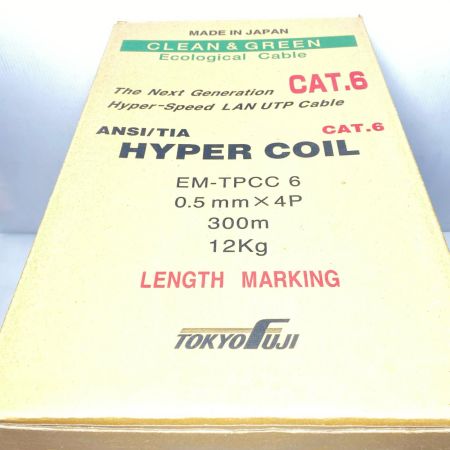 MADE IN JAPAN
CLEAN & GREEN
Ecological Cable
The Next Generation CAT.6
Hyper-Speed LAN UTP Cable
ANSI/TIA CAT.6
HYPER COIL
EM-TPCC 6
0.5 mm×4P
300m
12Kg
LENGTH MARKING
TOKYO FUJI